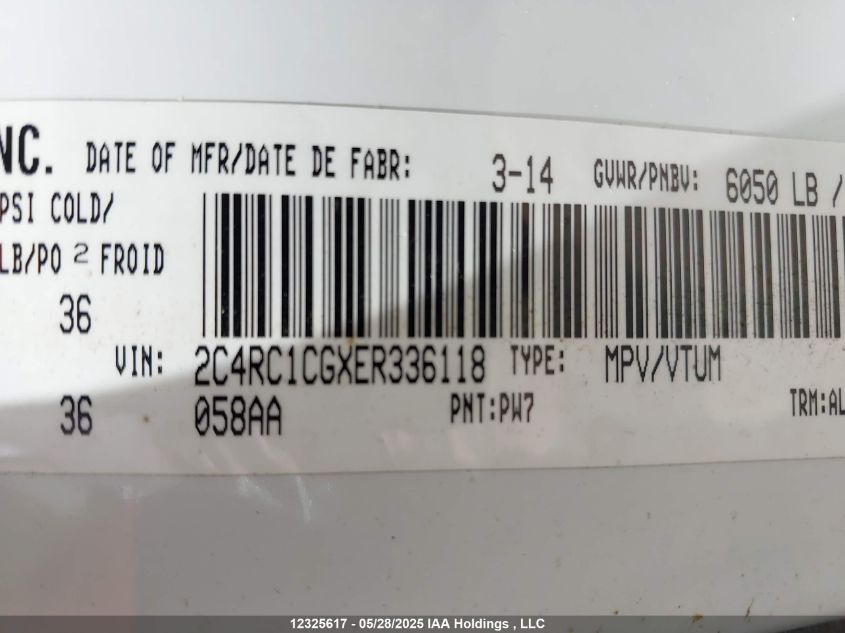 NC. DATE OF MFR/DATE DE FABR: 3-14 GVWR/PNBV: 6050 LB /
PSI COLD/
LB/PO 2 FROID
36
VIN: 2C4RC1CGXER336118 TYPE: MPV/VTUM
36 058AA PNT:PW7 TRM:AL
12325617 - 05/28/2025 IAA Holdings , LLC